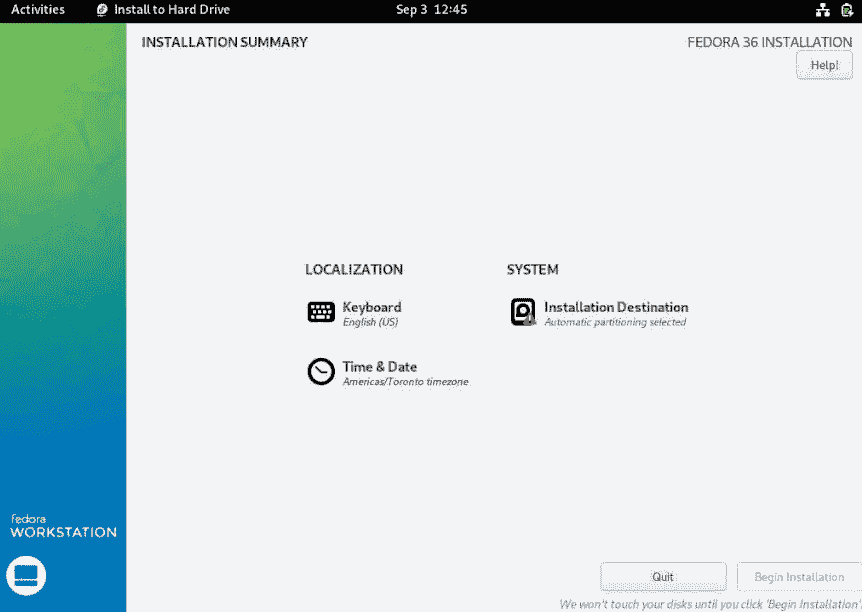 Activities
Install to Hard Drive
Sep 3 12:45
INSTALLATION SUMMARY
FEDORA 36 INSTALLATION
Help!
LOCALIZATION
SYSTEM
Keyboard
English (US)
Installation Destination
Automatic partitioning selected
Time & Date
Americas/Toronto timezone
fedora
WORKSTATION
Quit
Begin Installation
We won't touch your disks until you click 'Begin Installation'